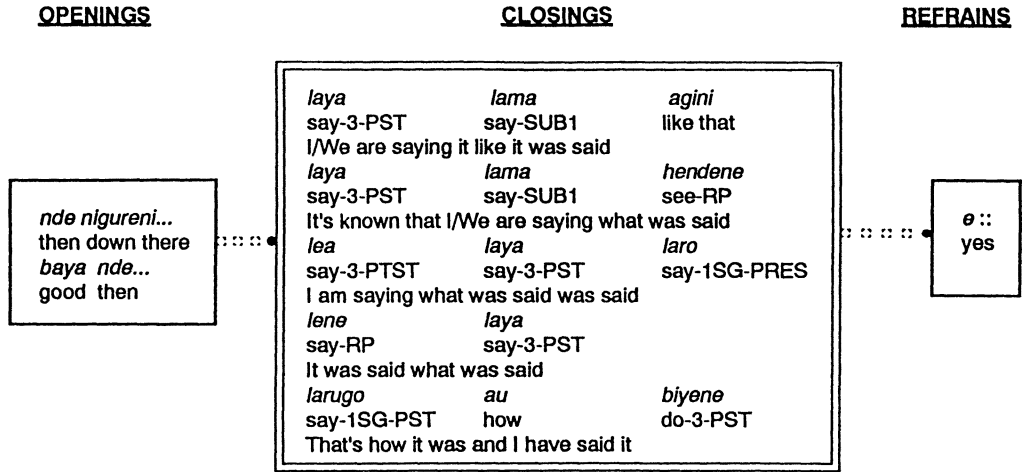 OPENINGS CLOSINGS REFRAINS
nde nigureni...
then down there
baya nde...
good then
laya lama agini
say-3-PST say-SUB1 like that
I/We are saying it like it was said
laya lama hendene
say-3-PST say-SUB1 see-RP
It's known that I/We are saying what was said
lea laya laro
say-3-PTST say-3-PST say-1SG-PRES
I am saying what was said was said
lene laya
say-RP say-3-PST
It was said what was said
larugo au biyene
say-1SG-PST how do-3-PST
That's how it was and I have said it
e ::
yes